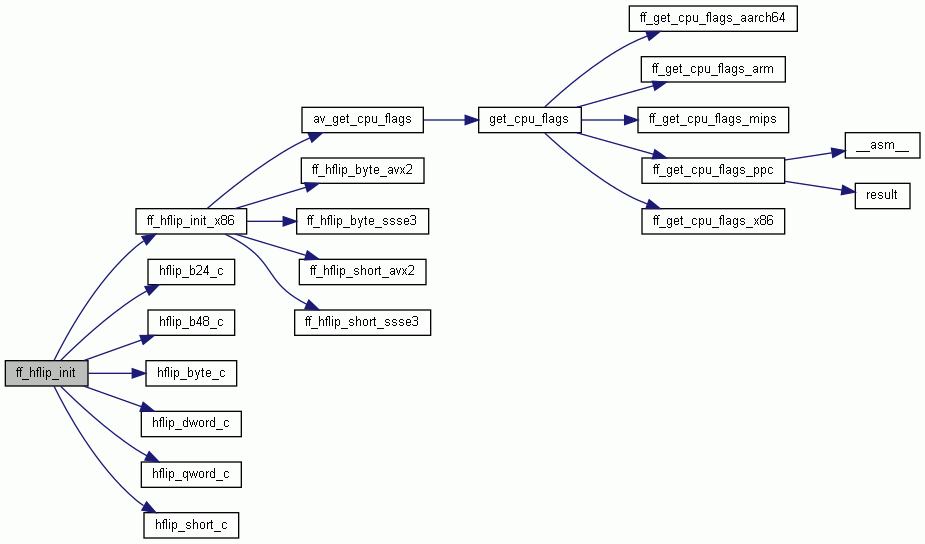 ff_get_cpu_flags_aarch64
ff_get_cpu_flags_arm
av_get_cpu_flags
get_cpu_flags
ff_get_cpu_flags_mips
__asm__
ff_hflip_byte_avx2
ff_get_cpu_flags_ppc
result
ff_hflip_init_x86
ff_hflip_byte_ssse3
ff_get_cpu_flags_x86
hflip_b24_c
ff_hflip_short_avx2
hflip_b48_c
ff_hflip_short_ssse3
ff_hflip_init
hflip_byte_c
hflip_dword_c
hflip_qword_c
hflip_short_c